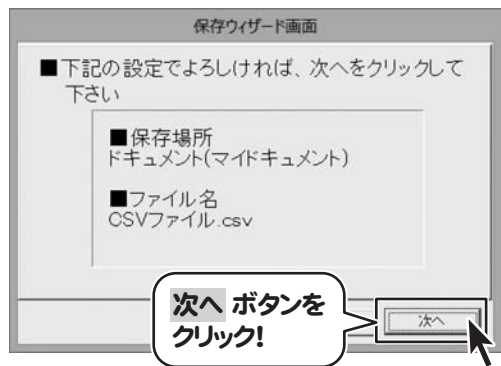 保存ウィザード画面
■下記の設定でよろしければ、次へをクリックして
下さい
■保存場所
ドキュメント(マイドキュメント)
■ファイル名
CSVファイル.csv
次へ ボタンを
クリック!
次へ